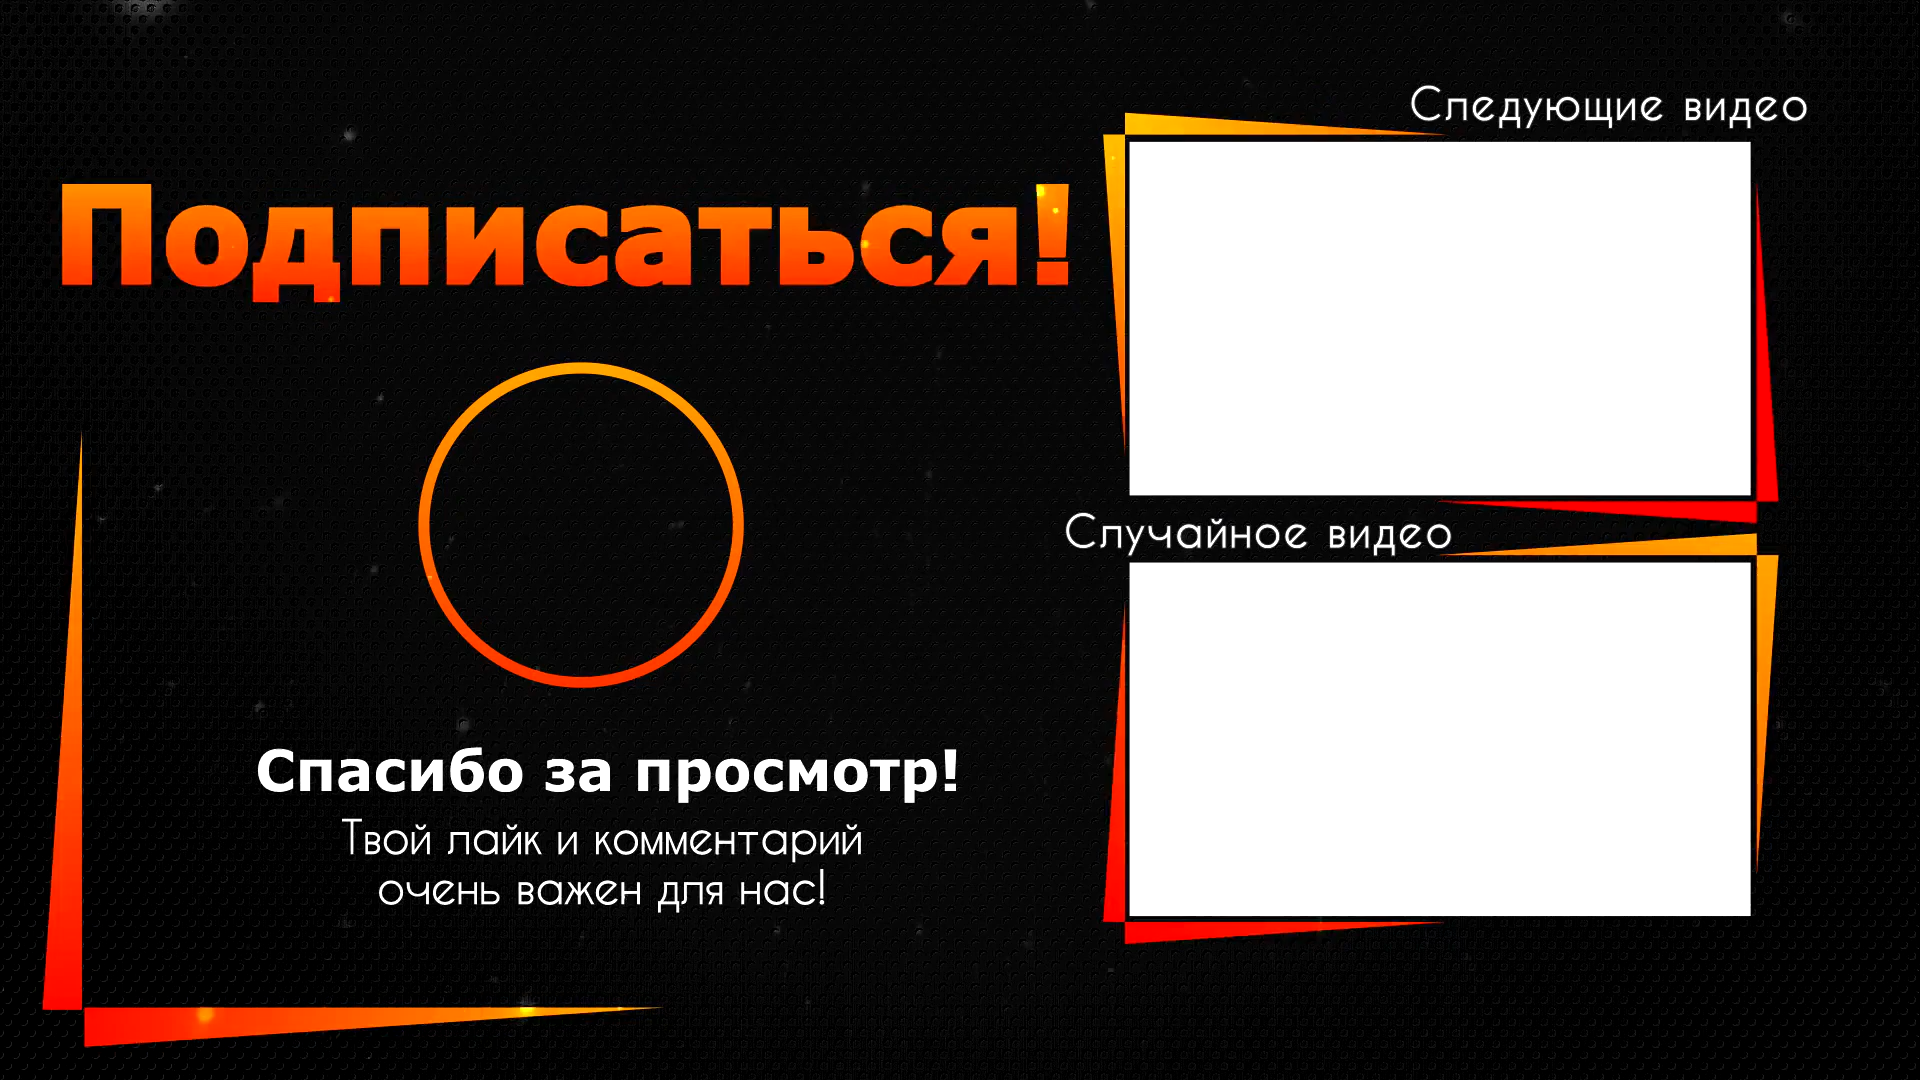 Следующие видео
Подписаться!
Случайное видео
Спасибо за просмотр!
Твой лайк и комментарий
очень важен для нас!